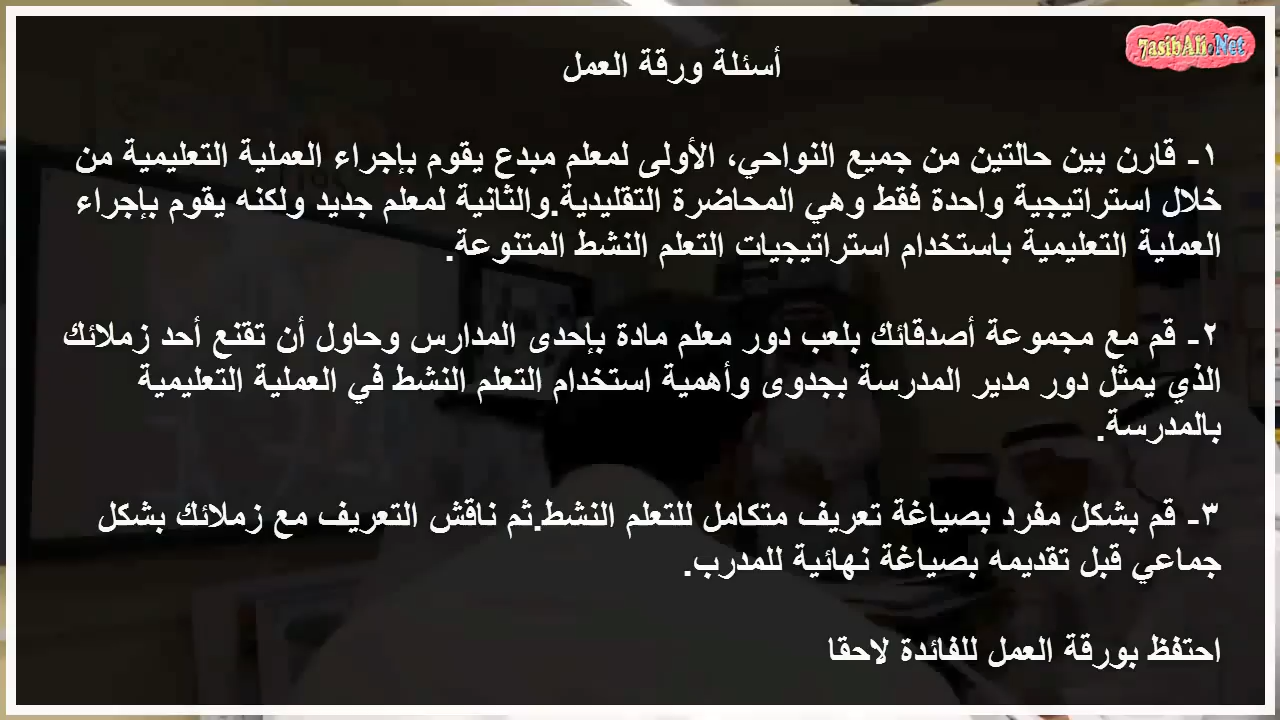 7asibAli.Net
أسئلة ورقة العمل
١- قارن بين حالتين من جميع النواحي، الأولى لمعلم مبدع يقوم بإجراء العملية التعليمية من
خلال استراتيجية واحدة فقط وهي المحاضرة التقليدية.والثانية لمعلم جديد ولكنه يقوم بإجراء
العملية التعليمية باستخدام استراتيجيات التعلم النشط المتنوعة.
٢- قم مع مجموعة أصدقائك بلعب دور معلم مادة بإحدى المدارس وحاول أن تقنع أحد زملائك
الذي يمثل دور مدير المدرسة بجدوى وأهمية استخدام التعلم النشط في العملية التعليمية
بالمدرسة.
٣- قم بشكل مفرد بصياغة تعريف متكامل للتعلم النشط.ثم ناقش التعريف مع زملائك بشكل
جماعي قبل تقديمه بصياغة نهائية للمدرب.
احتفظ بورقة العمل للفائدة لاحقا